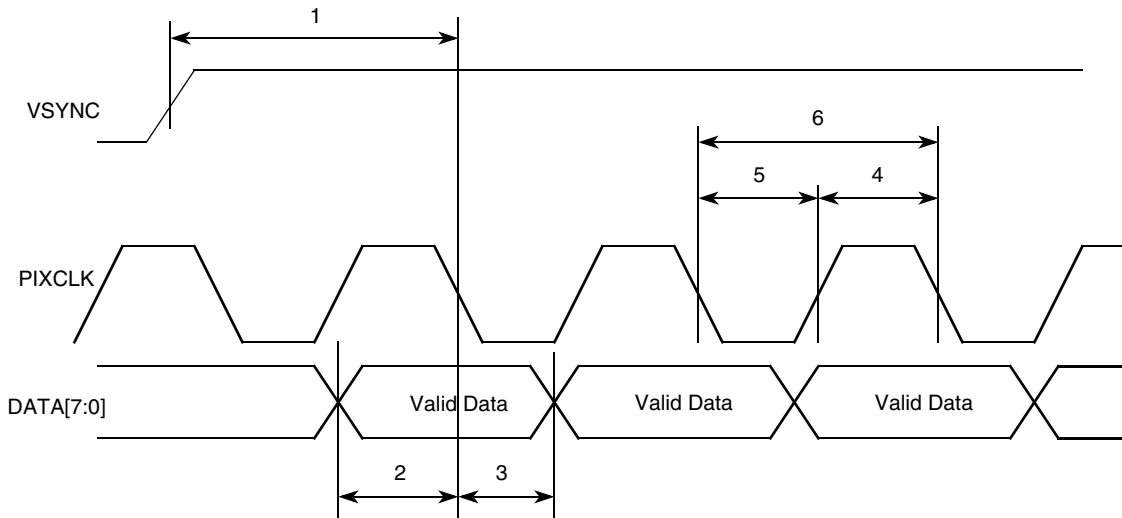 1
VSYNC
6
5
4
PIXCLK
DATA[7:0]
Valid Data
Valid Data
Valid Data
2
3